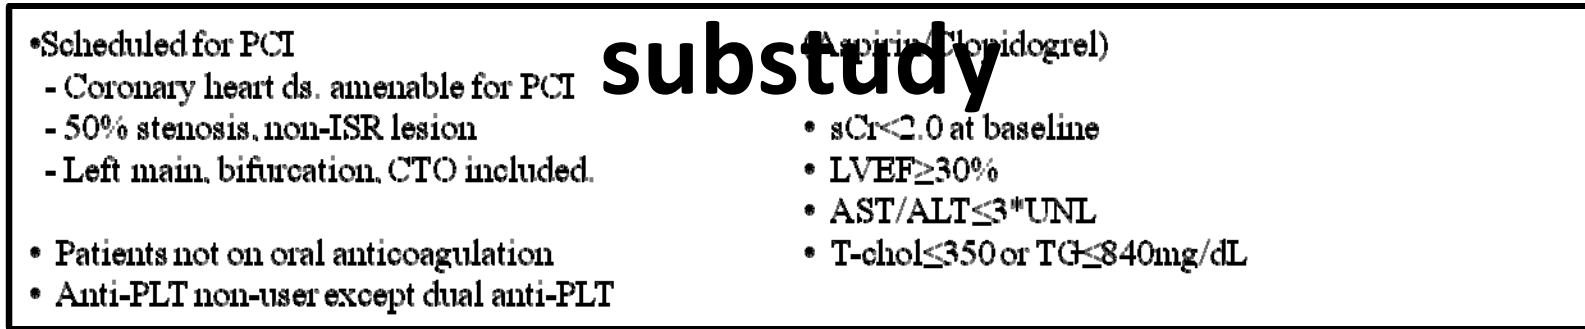 •Scheduled for PCI
- Coronary heart ds. amenable for PCI
- 50% stenosis, non-ISR lesion
- Left main, bifurcation, CTO included.
• Patients not on oral anticoagulation
• Anti-PLT non-user except dual anti-PLT
substudy
(Aspirin/Clopidogrel)
• sCr<2.0 at baseline
• LVEF≥30%
• AST/ALT≤3*UNL
• T-chol≤350 or TG≤840mg/dL